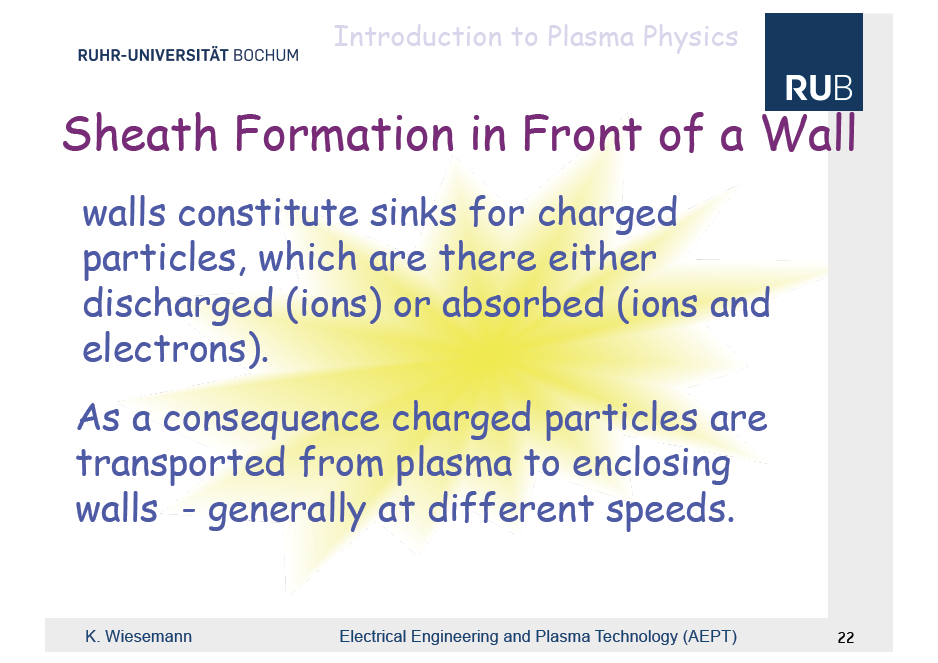 Introduction to Plasma Physics
RUHR-UNIVERSITÄT BOCHUM
RUB
Sheath Formation in Front of a Wall
walls constitute sinks for charged
particles, which are there either
discharged (ions) or absorbed (ions and
electrons).
As a consequence charged particles are
transported from plasma to enclosing
walls - generally at different speeds.
K. Wiesemann
Electrical Engineering and Plasma Technology (AEPT)
22